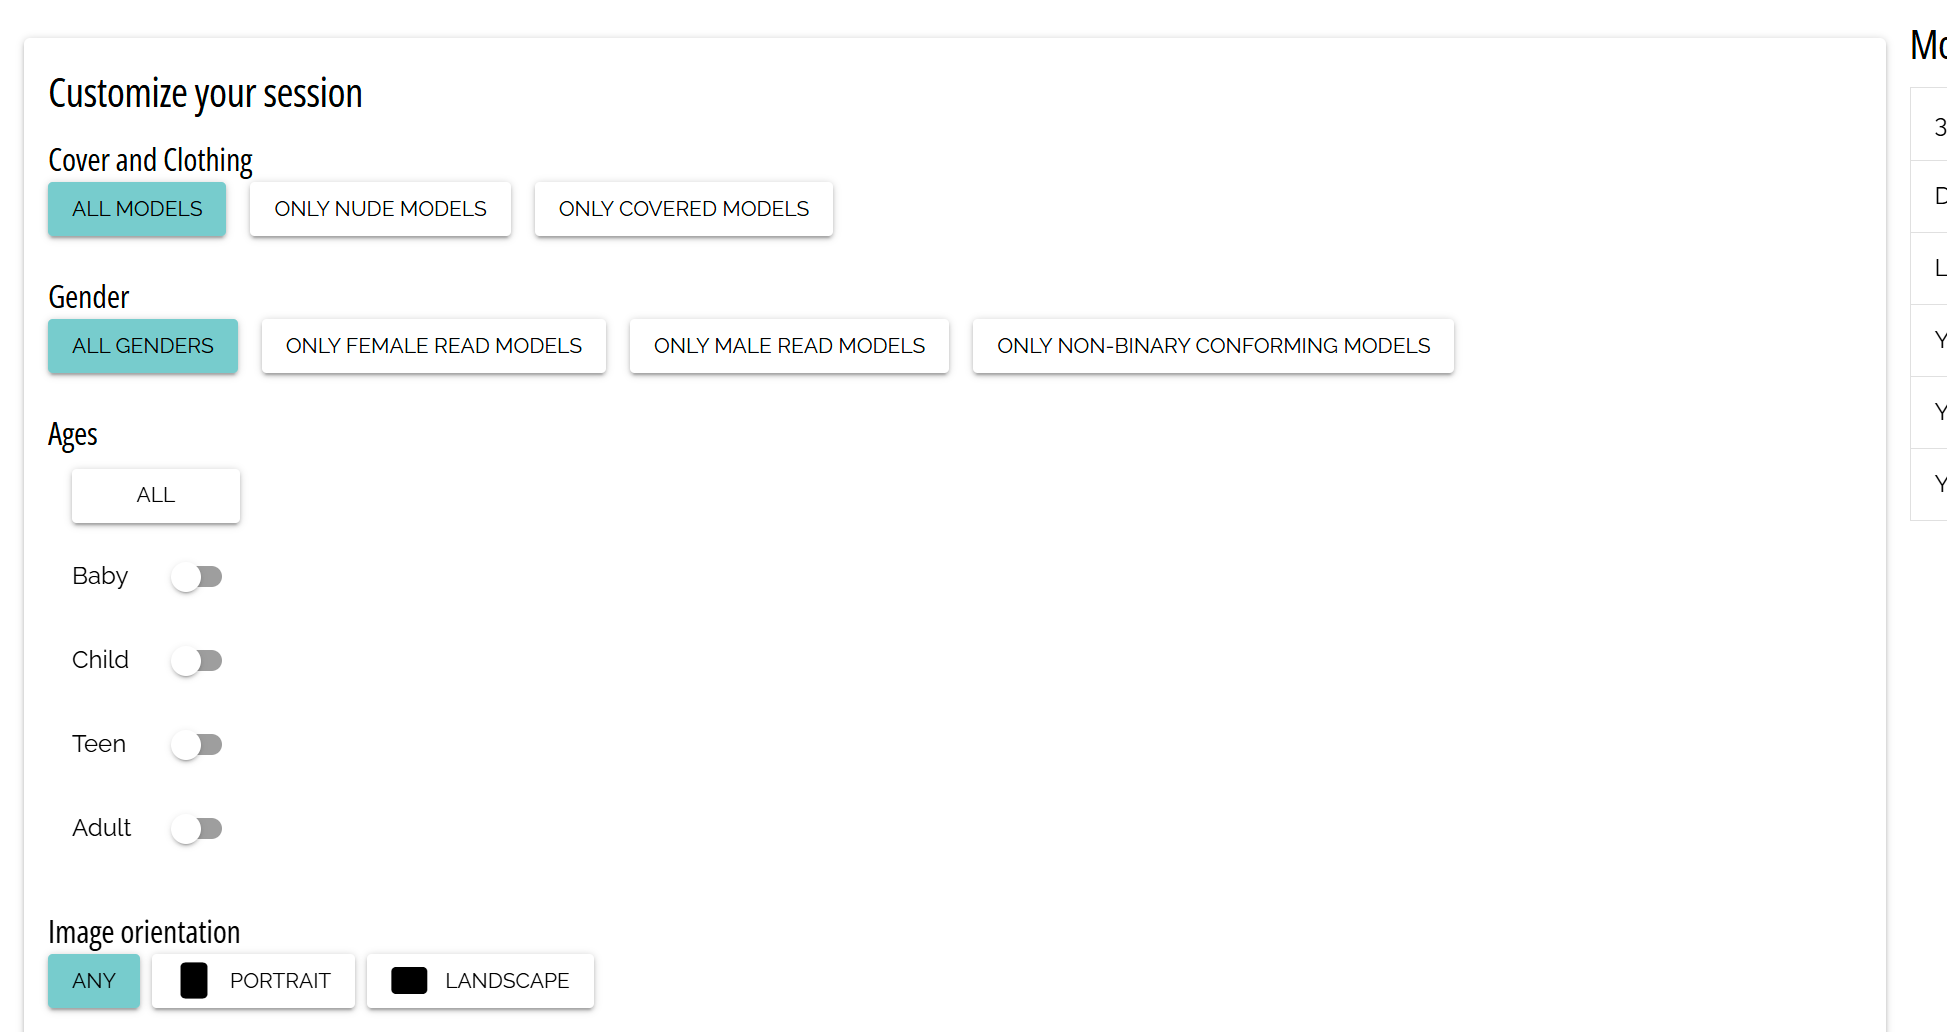 Customize your session
Cover and Clothing
ALL MODELS ONLY NUDE MODELS ONLY COVERED MODELS
Gender
ALL GENDERS ONLY FEMALE READ MODELS ONLY MALE READ MODELS ONLY NON-BINARY CONFORMING MODELS
Ages
ALL
Baby
Child
Teen
Adult
Image orientation
ANY PORTRAIT LANDSCAPE